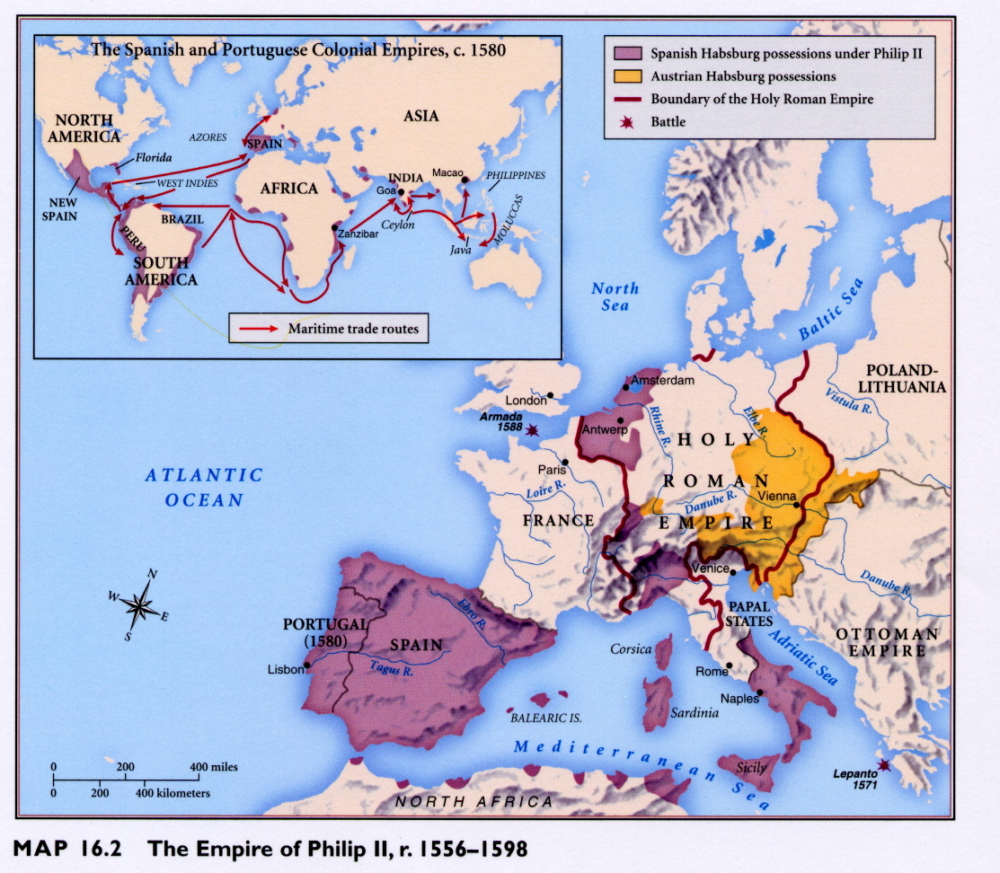 The Spanish and Portuguese Colonial Empires, c. 1580
NORTH
AMERICA
ASIA
AZORES
SPAIN
Florida
WEST INDIES
NEW
SPAIN
AFRICA
INDIA
Macao
PHILIPPINES
Goa
Ceylon
MOLUCCAS
BRAZIL
Zanzibar
PERU
Java
SOUTH
AMERICA
Maritime trade routes
Spanish Habsburg possessions under Philip II
Austrian Habsburg possessions
Boundary of the Holy Roman Empire
Battle
North
Sea
Baltic Sea
POLAND-
LITHUANIA
Vistula R.
Amsterdam
London
Armada
1588
Antwerp
Rhine R.
Elbe R.
HOLY
ROMAN
EMPIRE
Paris
Loire R.
Danube R.
Vienna
FRANCE
ATLANTIC
OCEAN
N
W
E
S
Venice
Danube R.
PAPAL
STATES
OTTOMAN
EMPIRE
Adriatic Sea
PORTUGAL
(1580)
SPAIN
Ebro R.
Lisbon
Tagus R.
Corsica
Rome
Naples
Sardinia
BALEARIC IS.
Mediterranean Sea
Sicily
Lepanto
1571
0 200 400 miles
0 200 400 kilometers
NORTH AFRICA
MAP 16.2 The Empire of Philip II, r. 1556–1598